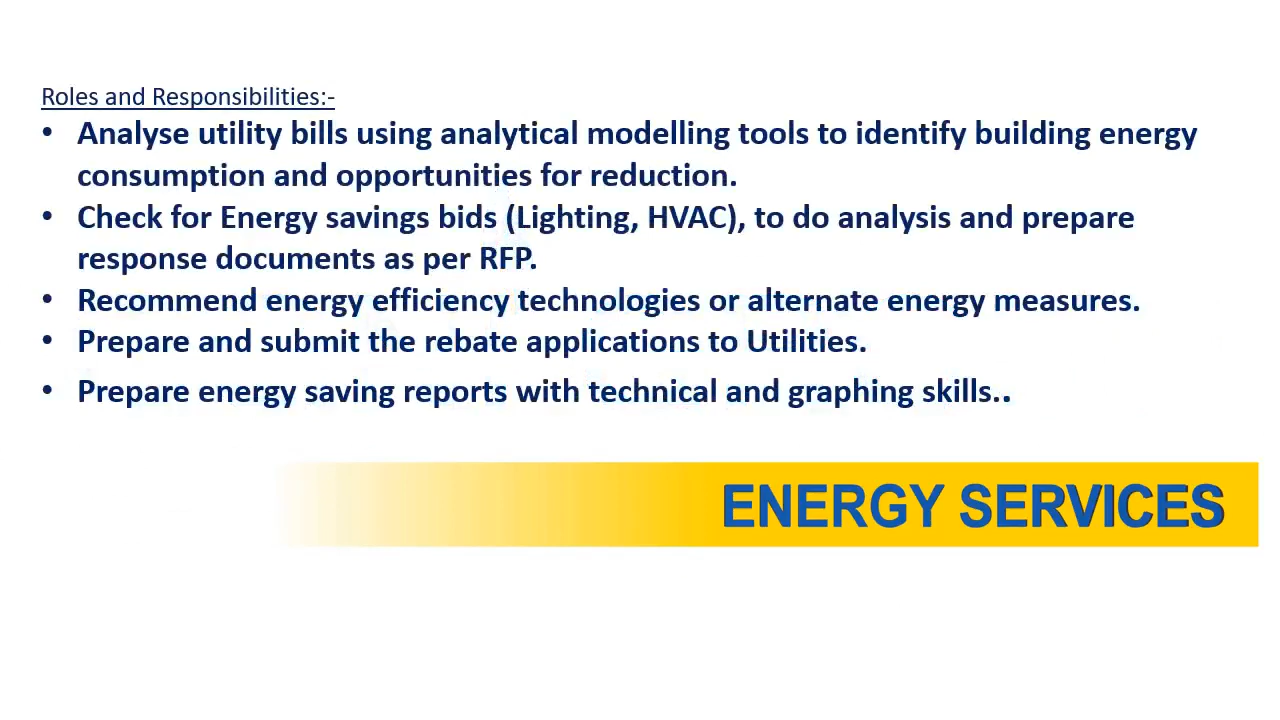 Roles and Responsibilities:-
• Analyse utility bills using analytical modelling tools to identify building energy
consumption and opportunities for reduction.
• Check for Energy savings bids (Lighting, HVAC), to do analysis and prepare
response documents as per RFP.
• Recommend energy efficiency technologies or alternate energy measures.
• Prepare and submit the rebate applications to Utilities.
• Prepare energy saving reports with technical and graphing skills..
ENERGY SERVICES